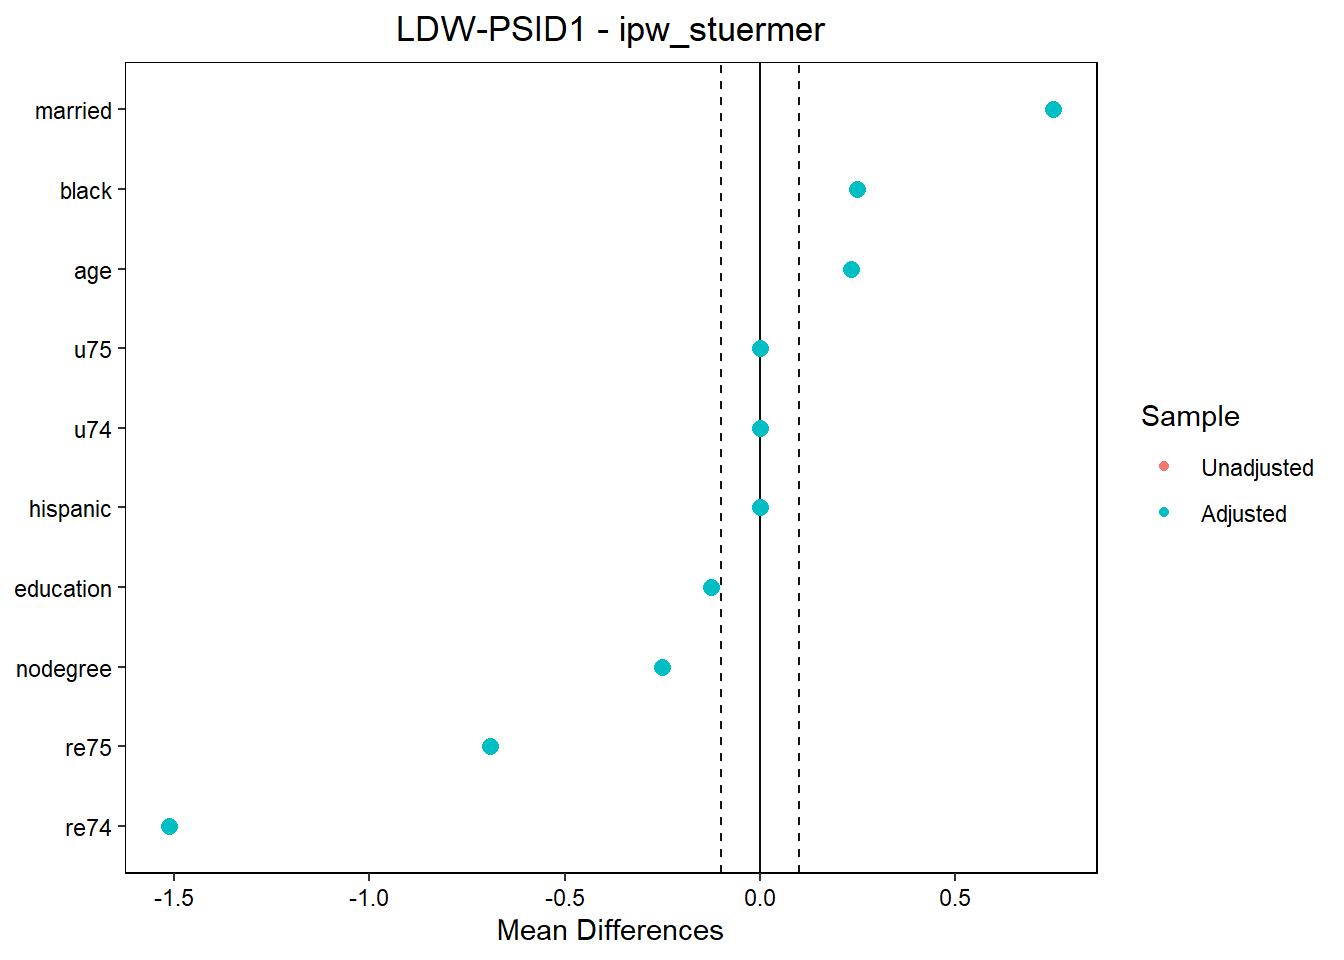 LDW-PSID1 - ipw_stuermer
married
black
age
u75
u74
hispanic
education
nodegree
re75
re74
-1.5 -1.0 -0.5 0.0 0.5
Mean Differences
Sample
Unadjusted
Adjusted